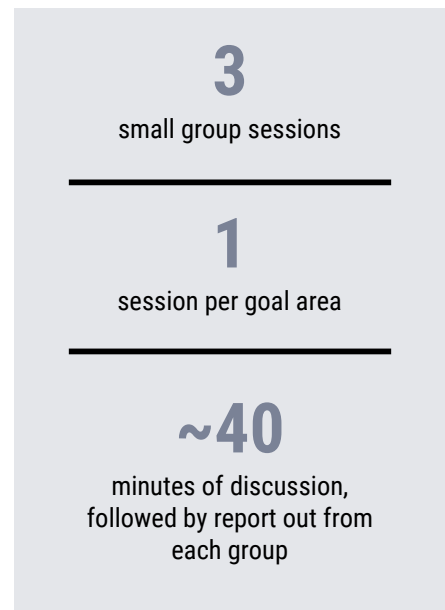 3
small group sessions
1
session per goal area
~40
minutes of discussion,
followed by report out from
each group